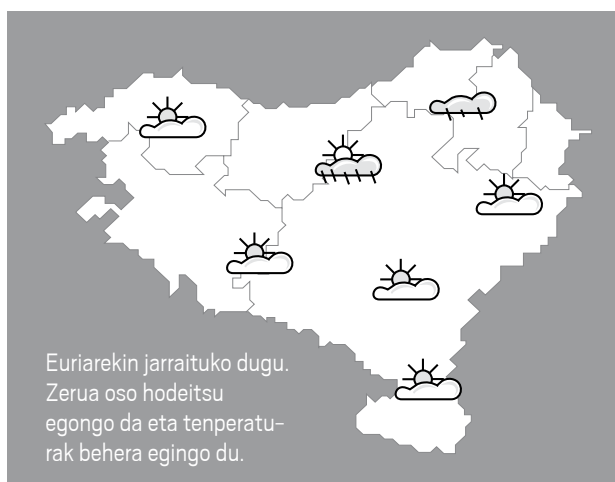 Euriarekin jarraituko dugu.
Zerua oso hodeitsu
egongo da eta tenperatu-
rak behera egingo du.